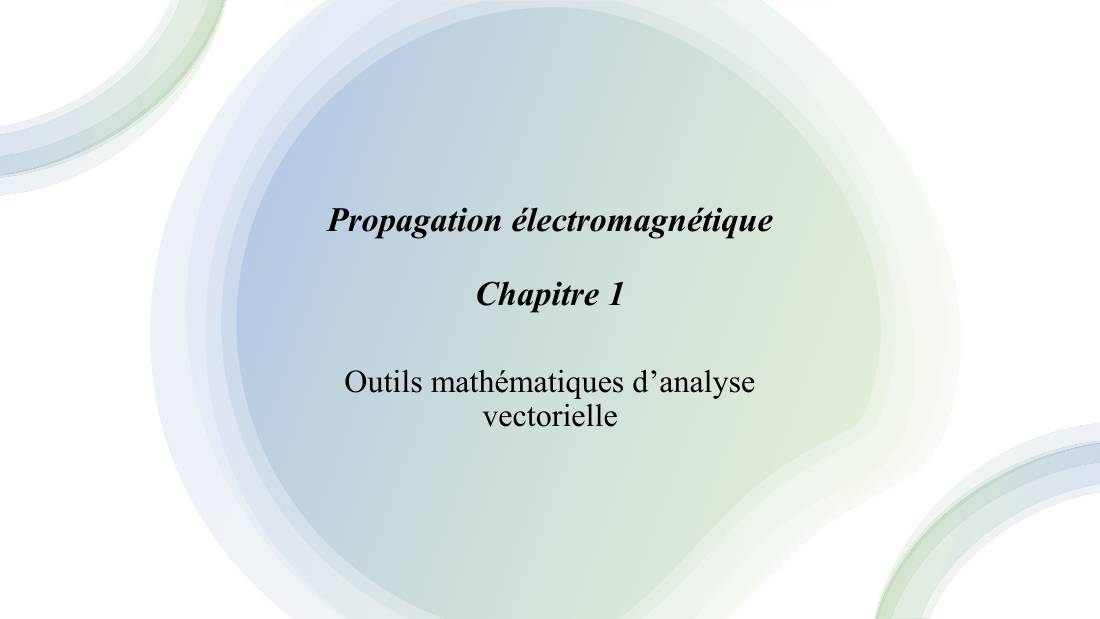 Propagation électromagnétique
Chapitre 1
Outils mathématiques d’analyse
vectorielle